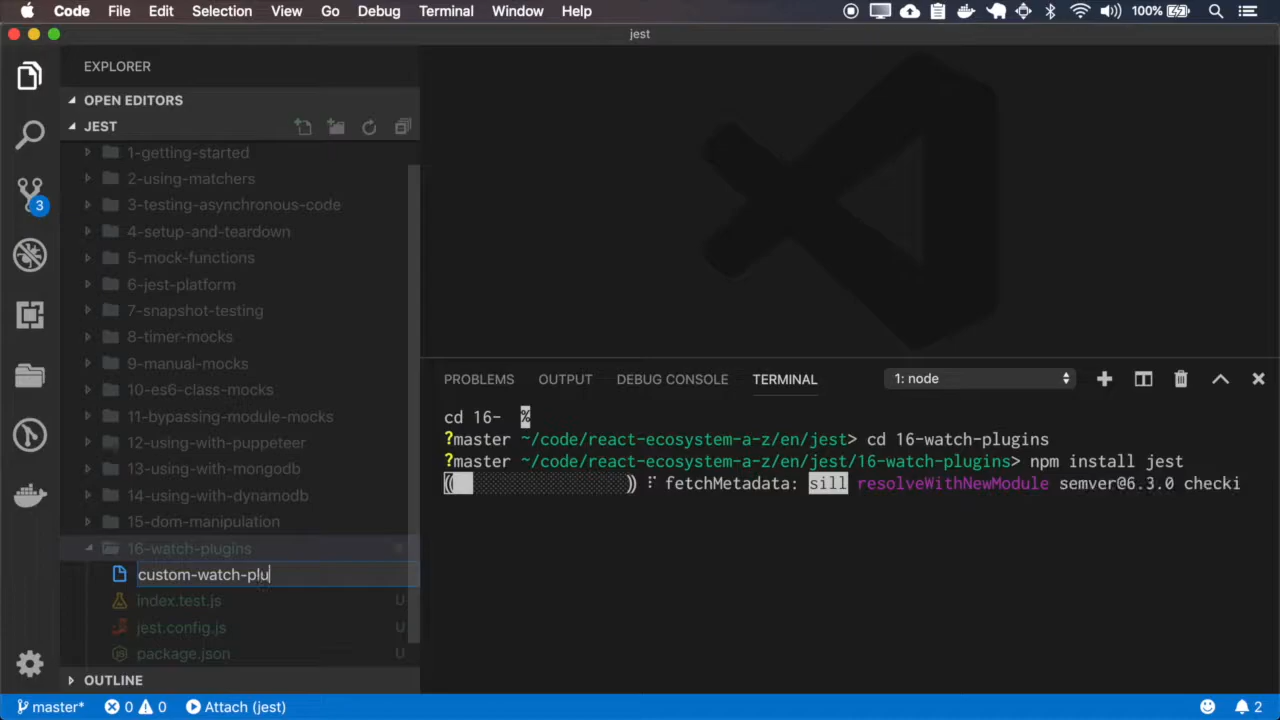 Code File Edit Selection View Go Debug Terminal Window Help 100%
jest
EXPLORER
OPEN EDITORS
JEST
1-getting-started
2-using-matchers
3-testing-asynchronous-code
4-setup-and-teardown
5-mock-functions
6-jest-platform
7-snapshot-testing
8-timer-mocks
9-manual-mocks
10-es6-class-mocks
11-bypassing-module-mocks
12-using-with-puppeteer
13-using-with-mongodb
14-using-with-dynamodb
15-dom-manipulation
16-watch-plugins
custom-watch-plu
index.test.js U
jest.config.js U
package.json U
OUTLINE
3
PROBLEMS OUTPUT DEBUG CONSOLE TERMINAL 1: node
cd 16- %
?master ~/code/react-ecosystem-a-z/en/jest> cd 16-watch-plugins
?master ~/code/react-ecosystem-a-z/en/jest/16-watch-plugins> npm install jest
(( )) ⠸ fetchMetadata: sill resolveWithNewModule semver@6.3.0 checki
master* 0 0 Attach (jest) 2